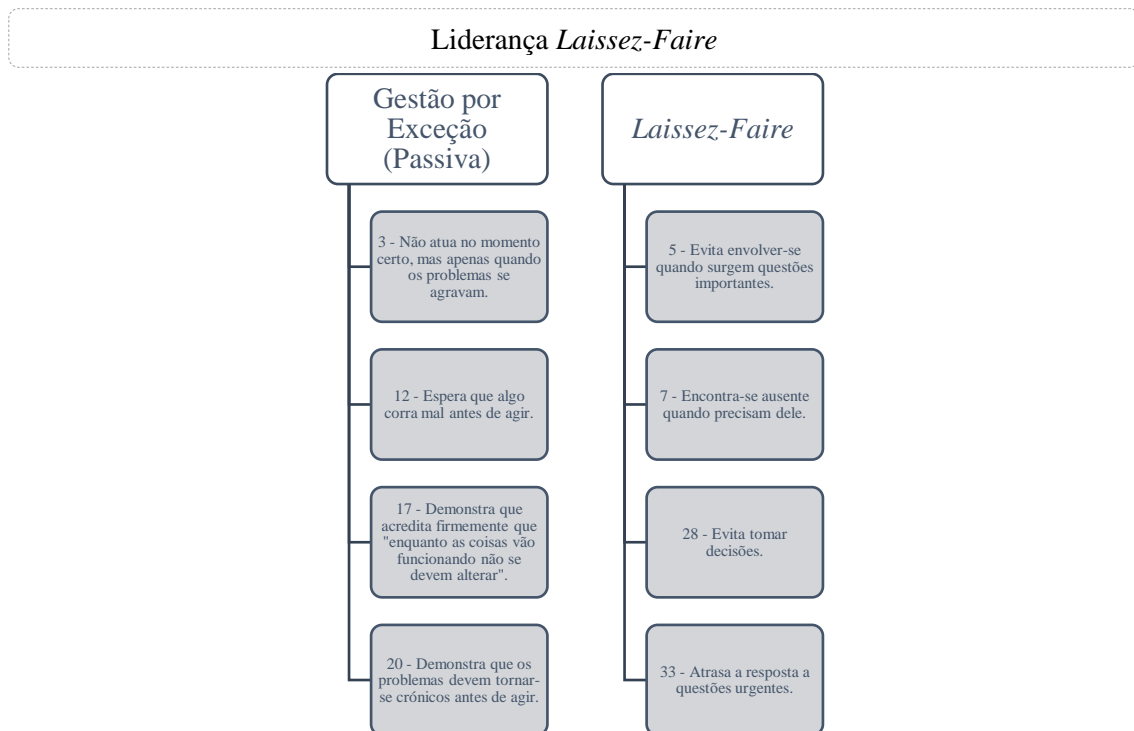 Liderança Laissez-Faire
Gestão por
Exceção
(Passiva)
3 - Não atua no momento
certo, mas apenas quando
os problemas se
agravam.
12 - Espera que algo
corra mal antes de agir.
17 - Demonstra que
acredita firmemente que
"enquanto as coisas vão
funcionando não se
devem alterar".
20 - Demonstra que os
problemas devem tornar-
se crónicos antes de agir.
Laissez-Faire
5 - Evita envolver-se
quando surgem questões
importantes.
7 - Encontra-se ausente
quando precisam dele.
28 - Evita tomar
decisões.
33 - Atrasa a resposta a
questões urgentes.